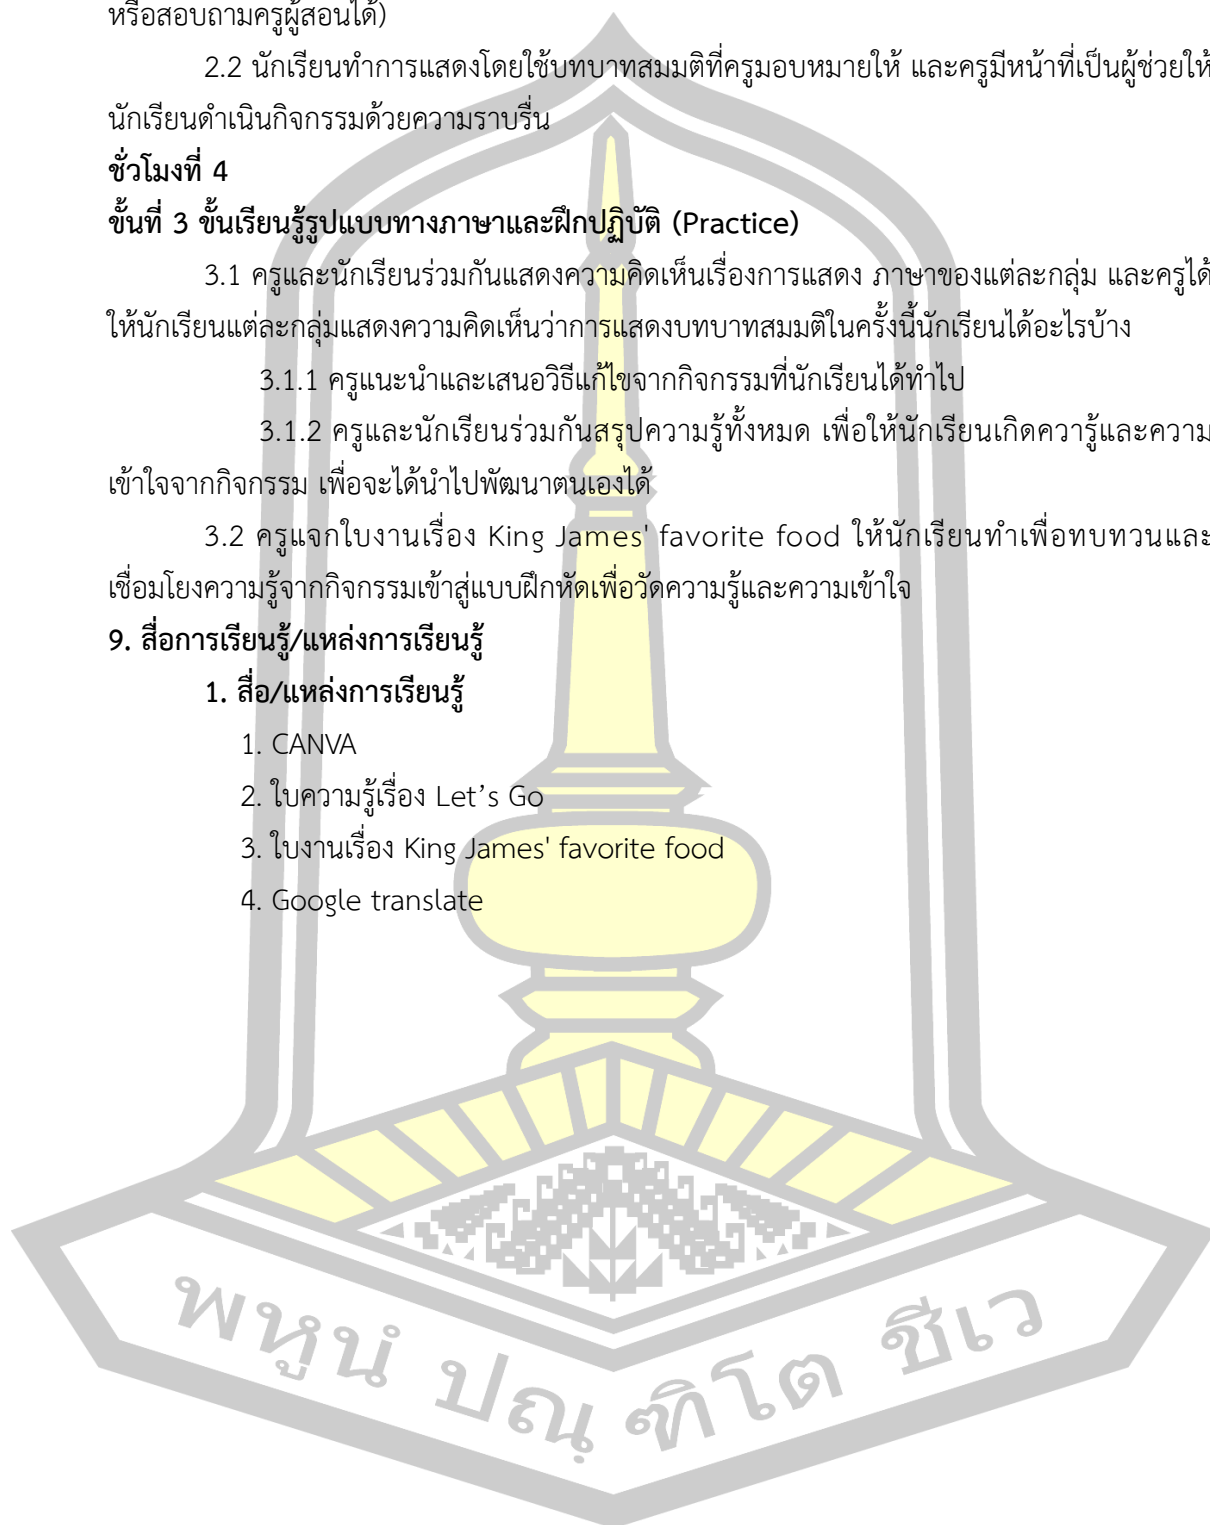 หรือสอบถามครูผู้สอนได้)
2.2 นักเรียนทำการแสดงโดยใช้บทบาทสมมติที่ครูมอบหมายให้ และครูมีหน้าที่เป็นผู้ช่วยให้
นักเรียนดำเนินกิจกรรมด้วยความราบรื่น
ชั่วโมงที่ 4
ขั้นที่ 3 ขั้นเรียนรู้รูปแบบทางภาษาและฝึกปฏิบัติ (Practice)
3.1 ครูและนักเรียนร่วมกันแสดงความคิดเห็นเรื่องการแสดง ภาษาของแต่ละกลุ่ม และครูได้
ให้นักเรียนแต่ละกลุ่มแสดงความคิดเห็นว่าการแสดงบทบาทสมมติในครั้งนี้นักเรียนได้อะไรบ้าง
3.1.1 ครูแนะนำและเสนอวิธีแก้ไขจากกิจกรรมที่นักเรียนได้ทำไป
3.1.2 ครูและนักเรียนร่วมกันสรุปความรู้ทั้งหมด เพื่อให้นักเรียนเกิดควารู้และความ
เข้าใจจากกิจกรรม เพื่อจะได้นำไปพัฒนาตนเองได้
3.2 ครูแจกใบงานเรื่อง King James' favorite food ให้นักเรียนทำเพื่อทบทวนและ
เชื่อมโยงความรู้จากกิจกรรมเข้าสู่แบบฝึกหัดเพื่อวัดความรู้และความเข้าใจ
9. สื่อการเรียนรู้/แหล่งการเรียนรู้
1. สื่อ/แหล่งการเรียนรู้
1. CANVA
2. ใบความรู้เรื่อง Let’s Go
3. ใบงานเรื่อง King James' favorite food
4. Google translate
พหูนํ ปณฺฑิโต ชีเว